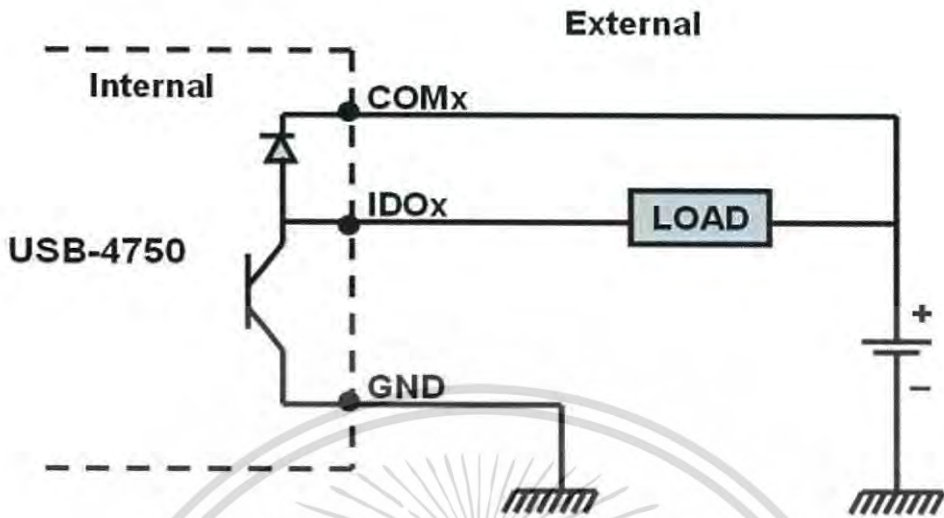 External
Internal
COMx
IDOx
LOAD
USB-4750
+
−
GND